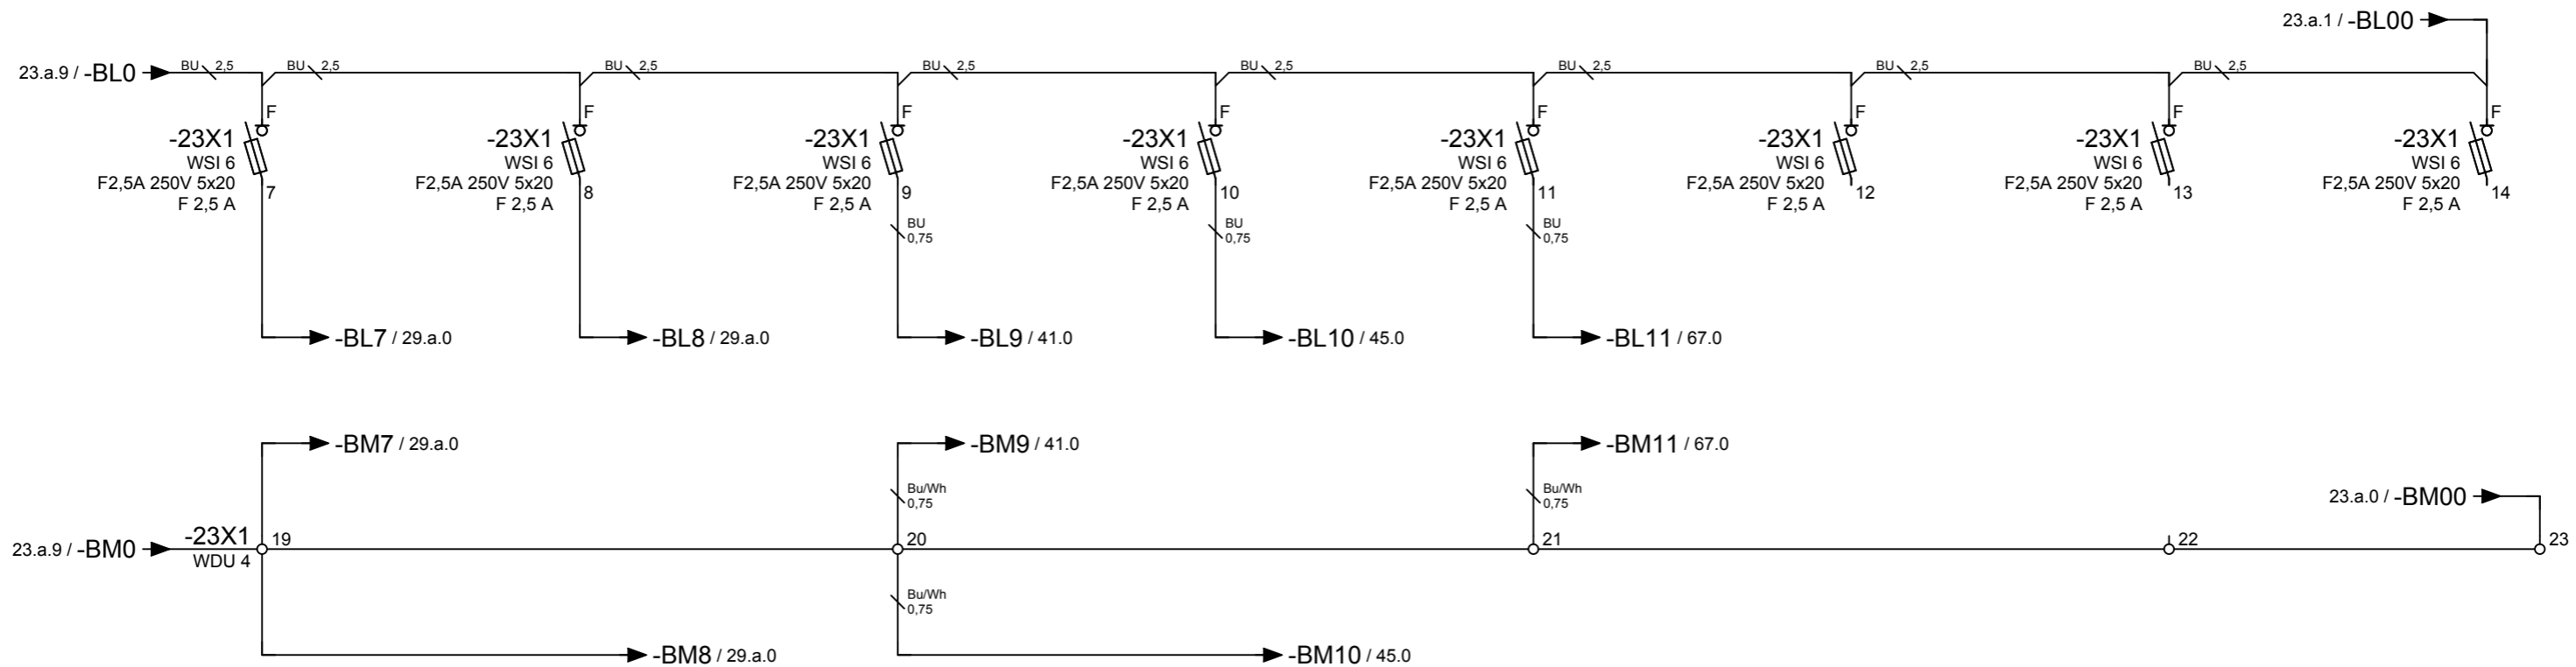 23.a.1 / -BL00
23.a.9 / -BL0 BU 2,5 BU 2,5 BU 2,5 BU 2,5 BU 2,5 BU 2,5 BU 2,5 BU 2,5
F F F F F F F F
-23X1 -23X1 -23X1 -23X1 -23X1 -23X1 -23X1 -23X1
WSI 6 WSI 6 WSI 6 WSI 6 WSI 6 WSI 6 WSI 6 WSI 6
F2,5A 250V 5x20 F2,5A 250V 5x20 F2,5A 250V 5x20 F2,5A 250V 5x20 F2,5A 250V 5x20 F2,5A 250V 5x20 F2,5A 250V 5x20 F2,5A 250V 5x20
7 8 9 10 11 12 13 14
F 2,5 A F 2,5 A F 2,5 A F 2,5 A F 2,5 A F 2,5 A F 2,5 A F 2,5 A
BU BU BU
0,75 0,75 0,75
-BL7 / 29.a.0 -BL8 / 29.a.0 -BL9 / 41.0 -BL10 / 45.0 -BL11 / 67.0
-BM7 / 29.a.0 -BM9 / 41.0 -BM11 / 67.0
Bu/Wh Bu/Wh
0,75 0,75
23.a.0 / -BM00
-23X1 19 20 21 22 23
23.a.9 / -BM0
WDU 4
Bu/Wh
0,75
-BM8 / 29.a.0 -BM10 / 45.0